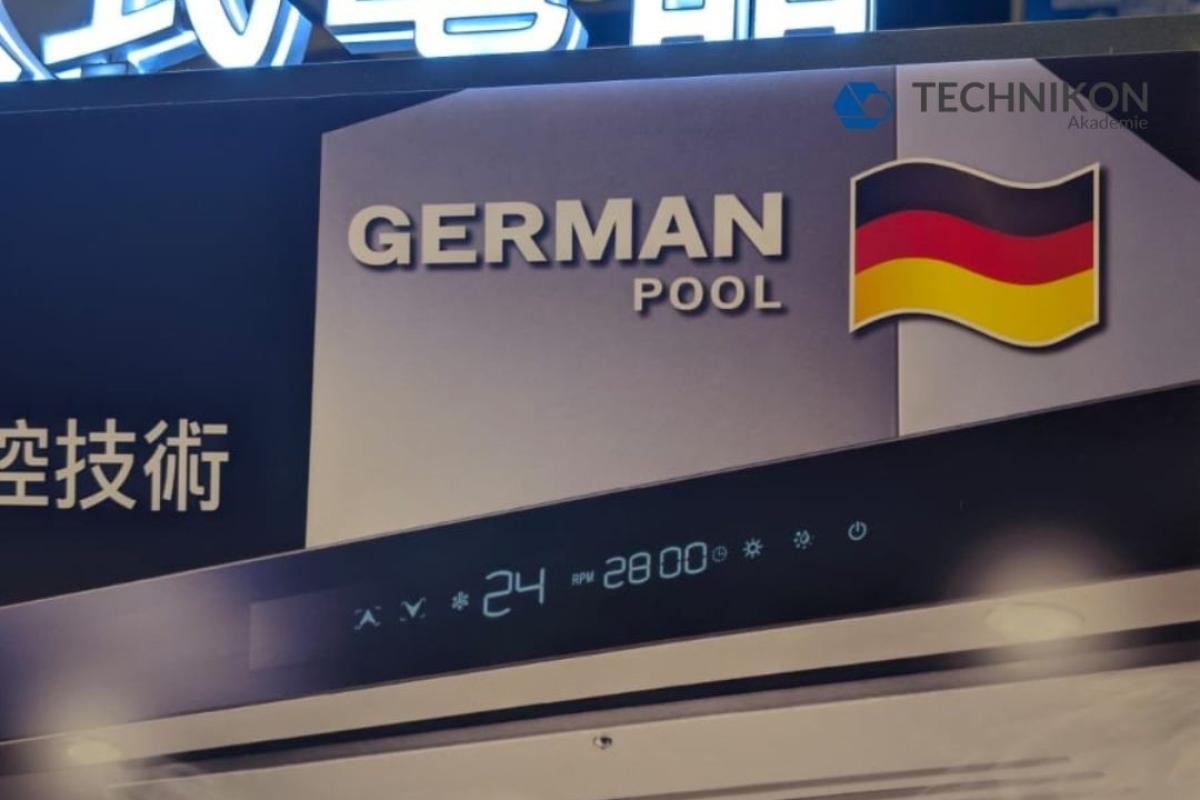 TECHNIKON
Akademie
GERMAN
POOL
控技術
24 RPM 2800